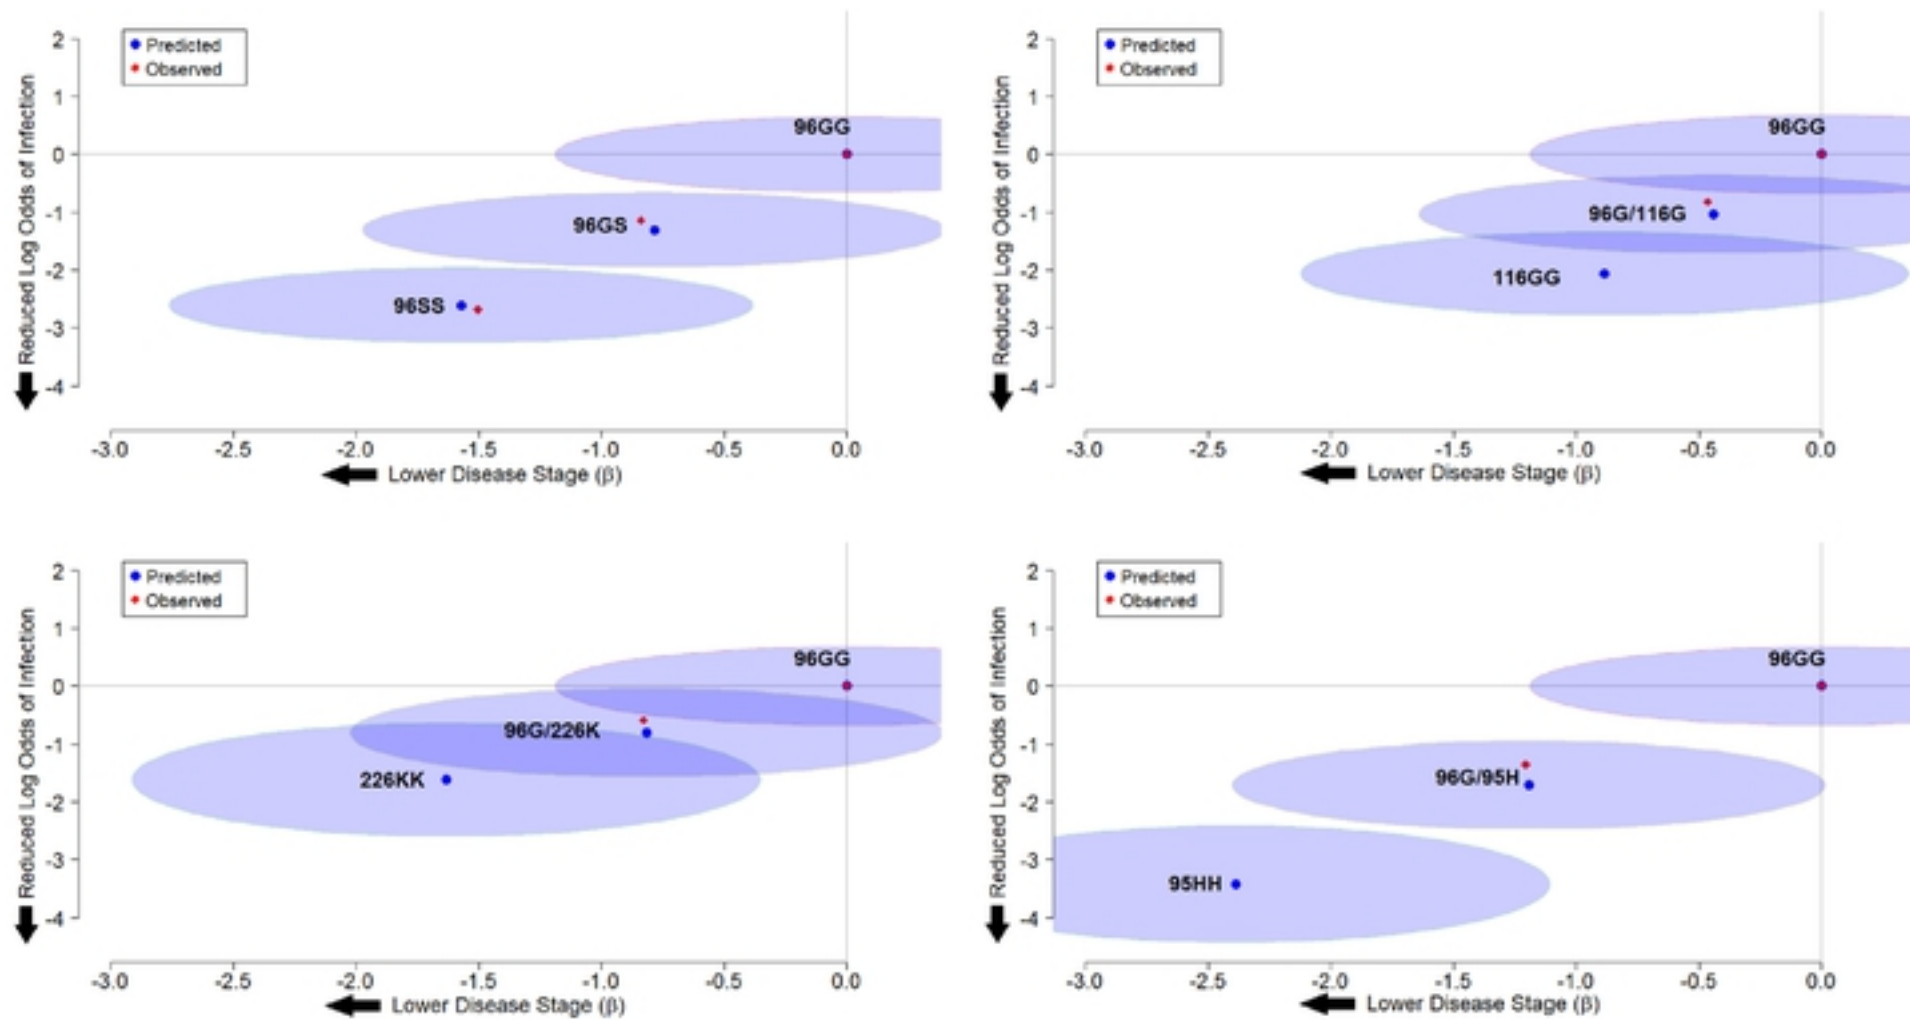 2
1
0
-1
-2
-3
-4
Reduced Log Odds of Infection
Predicted
Observed
96GG
96GS
96SS
-3.0 -2.5 -2.0 -1.5 -1.0 -0.5 0.0
Lower Disease Stage (β)
2
1
0
-1
-2
-3
-4
Reduced Log Odds of Infection
Predicted
Observed
96GG
96G/116G
116GG
-3.0 -2.5 -2.0 -1.5 -1.0 -0.5 0.0
Lower Disease Stage (β)
2
1
0
-1
-2
-3
-4
Reduced Log Odds of Infection
Predicted
Observed
96GG
96G/226K
226KK
-3.0 -2.5 -2.0 -1.5 -1.0 -0.5 0.0
Lower Disease Stage (β)
2
1
0
-1
-2
-3
-4
Reduced Log Odds of Infection
Predicted
Observed
96GG
96G/95H
95HH
-3.0 -2.5 -2.0 -1.5 -1.0 -0.5 0.0
Lower Disease Stage (β)